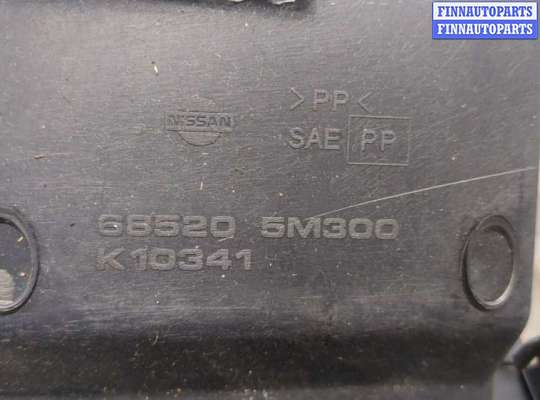 FINNAUTOPARTS
FINNAUTOPARTS
>PP<
NISSAN
SAE PP
68520 5M300
K10341